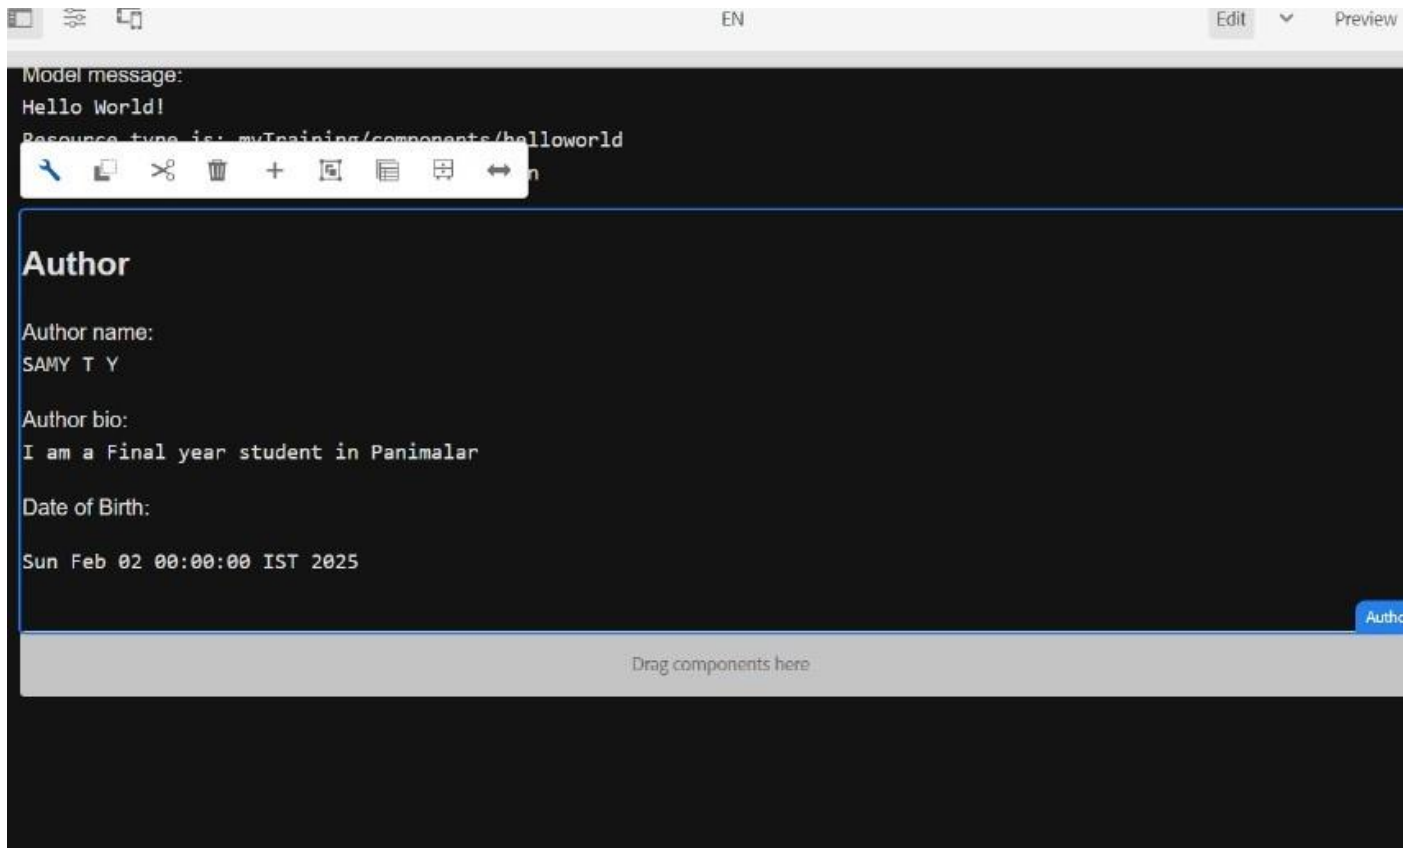 EN
Edit
Preview
Model message:
Hello World!
Resource type is: myTraining/components/helloworld
n
Author
Author name:
SAMY T Y
Author bio:
I am a Final year student in Panimalar
Date of Birth:
Sun Feb 02 00:00:00 IST 2025
Autho
Drag components here